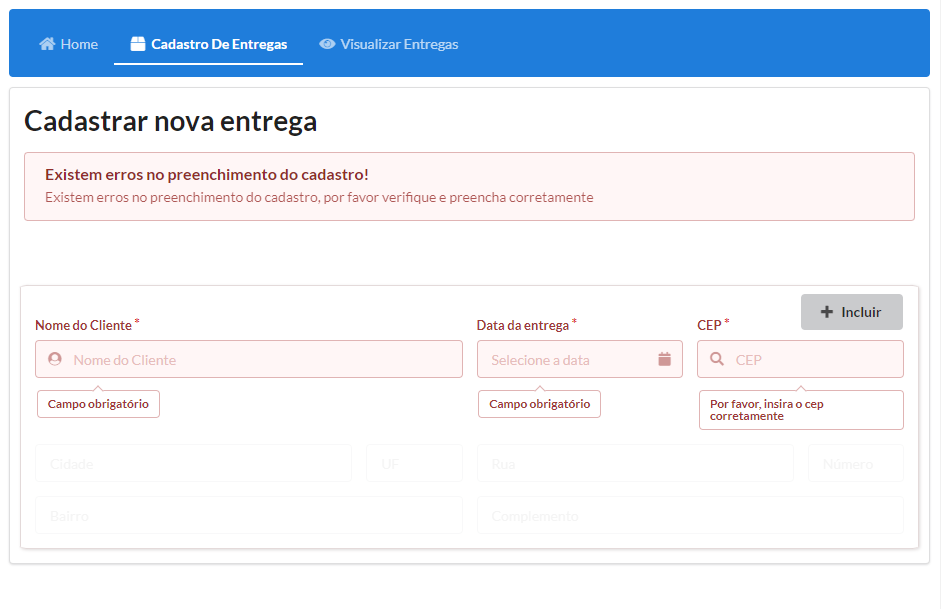 Home Cadastro De Entregas Visualizar Entregas
Cadastrar nova entrega
Existem erros no preenchimento do cadastro!
Existem erros no preenchimento do cadastro, por favor verifique e preencha corretamente
Incluir
Nome do Cliente * Data da entrega * CEP *
Nome do Cliente Selecione a data CEP
Campo obrigatório Campo obrigatório Por favor, insira o cep
corretamente
Cidade UF Rua Número
Bairro Complemento